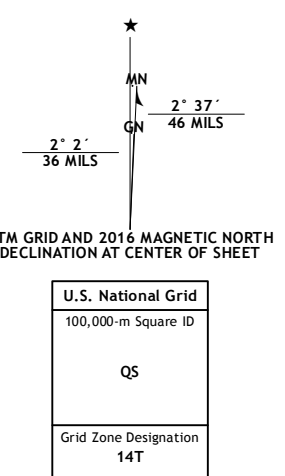 ★
MN
GN
2° 37´
46 MILS
2° 2´
36 MILS
TM GRID AND 2016 MAGNETIC NORTH
DECLINATION AT CENTER OF SHEET
U.S. National Grid
100,000-m Square ID
QS
Grid Zone Designation
14T